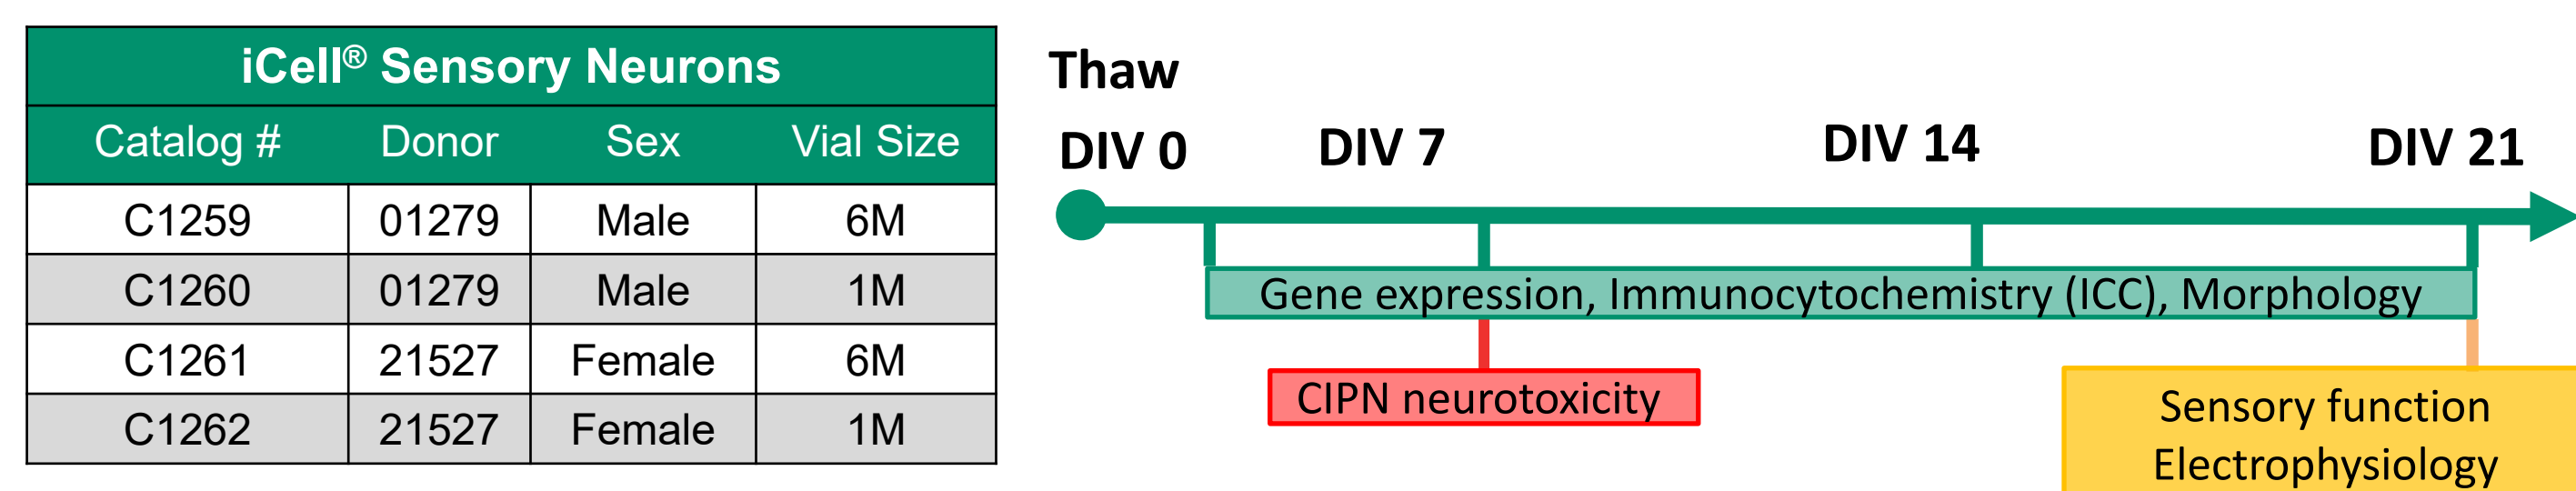 iCell® Sensory Neurons
Catalog # Donor Sex Vial Size
C1259 01279 Male 6M
C1260 01279 Male 1M
C1261 21527 Female 6M
C1262 21527 Female 1M
Thaw
DIV 0 DIV 7 DIV 14 DIV 21
Gene expression, Immunocytochemistry (ICC), Morphology
CIPN neurotoxicity
Sensory function
Electrophysiology